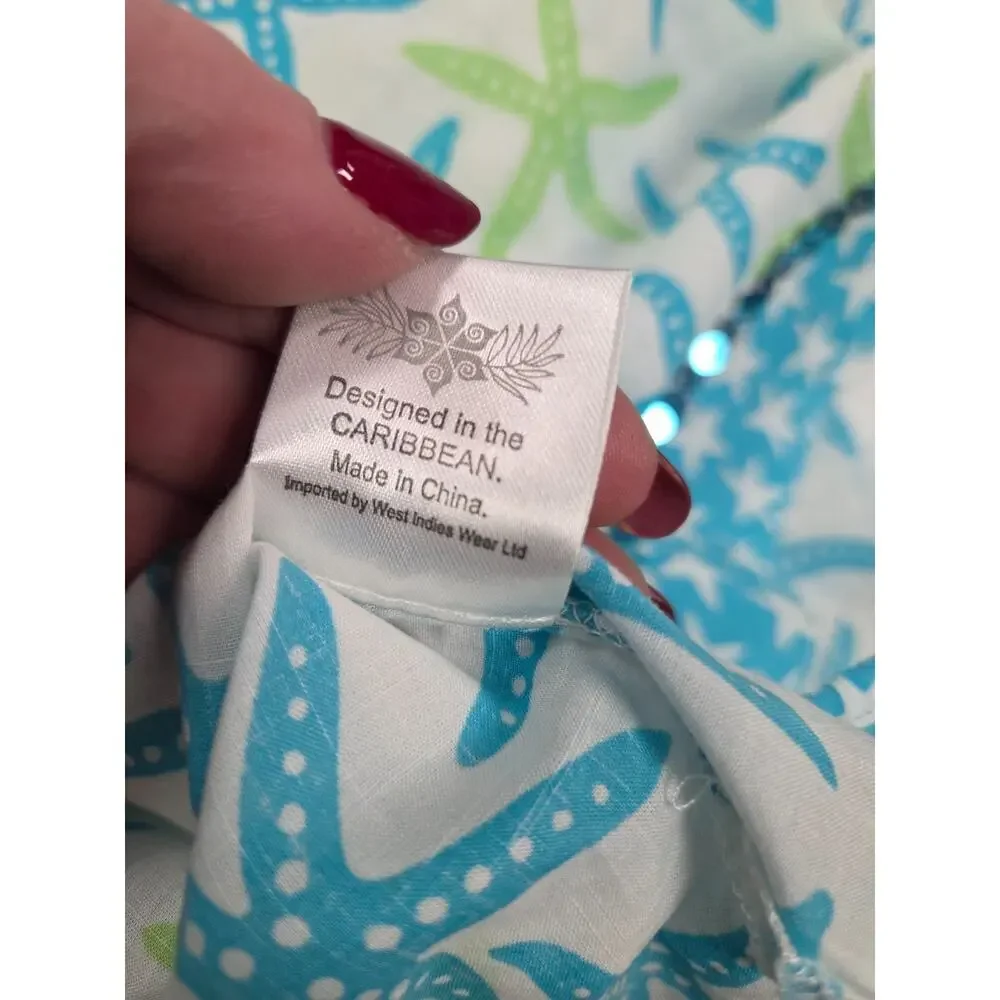 Designed in the
CARIBBEAN.
Made in China.
Imported by West Indies Wear Ltd